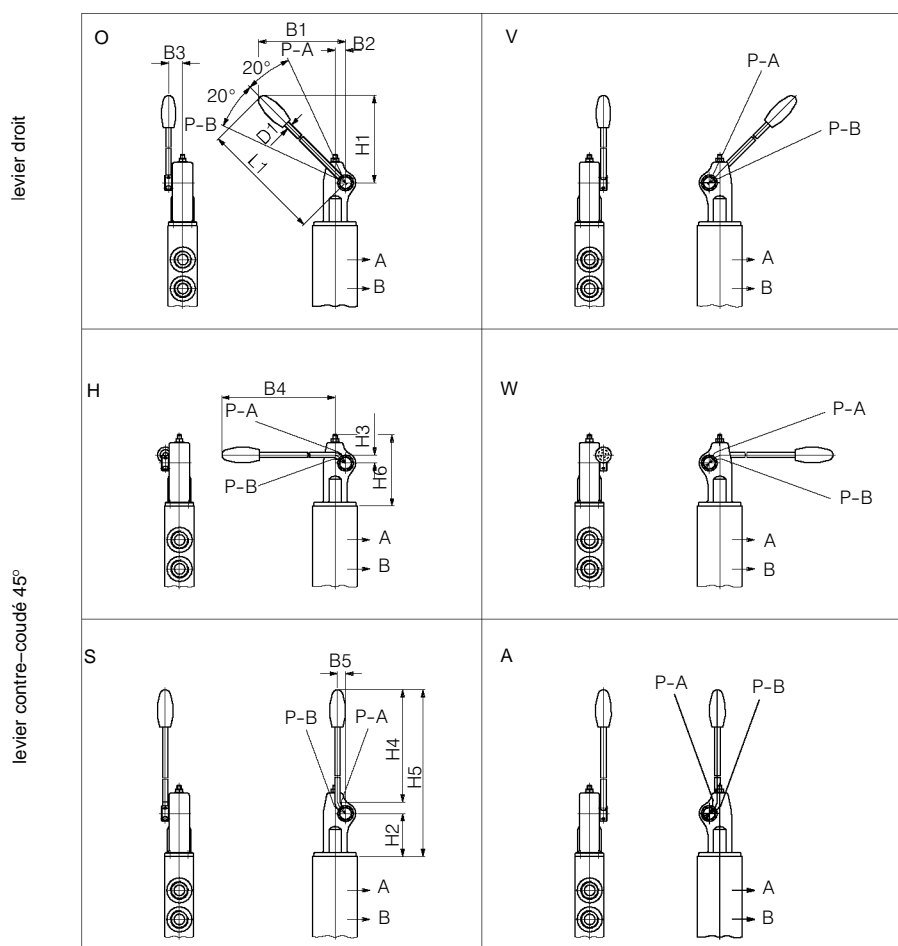 levier droit
O
B3
B1
P-A
B2
20°
20°
P-B
D1
L1
H1
A
B
V
P-A
P-B
A
B
levier contre–coudé 45°
H
B4
P-A
H3
H6
P-B
A
B
W
P-A
P-B
A
B
S
B5
P-B
P-A
H4
H5
H2
A
B
A
P-A
P-B
A
B